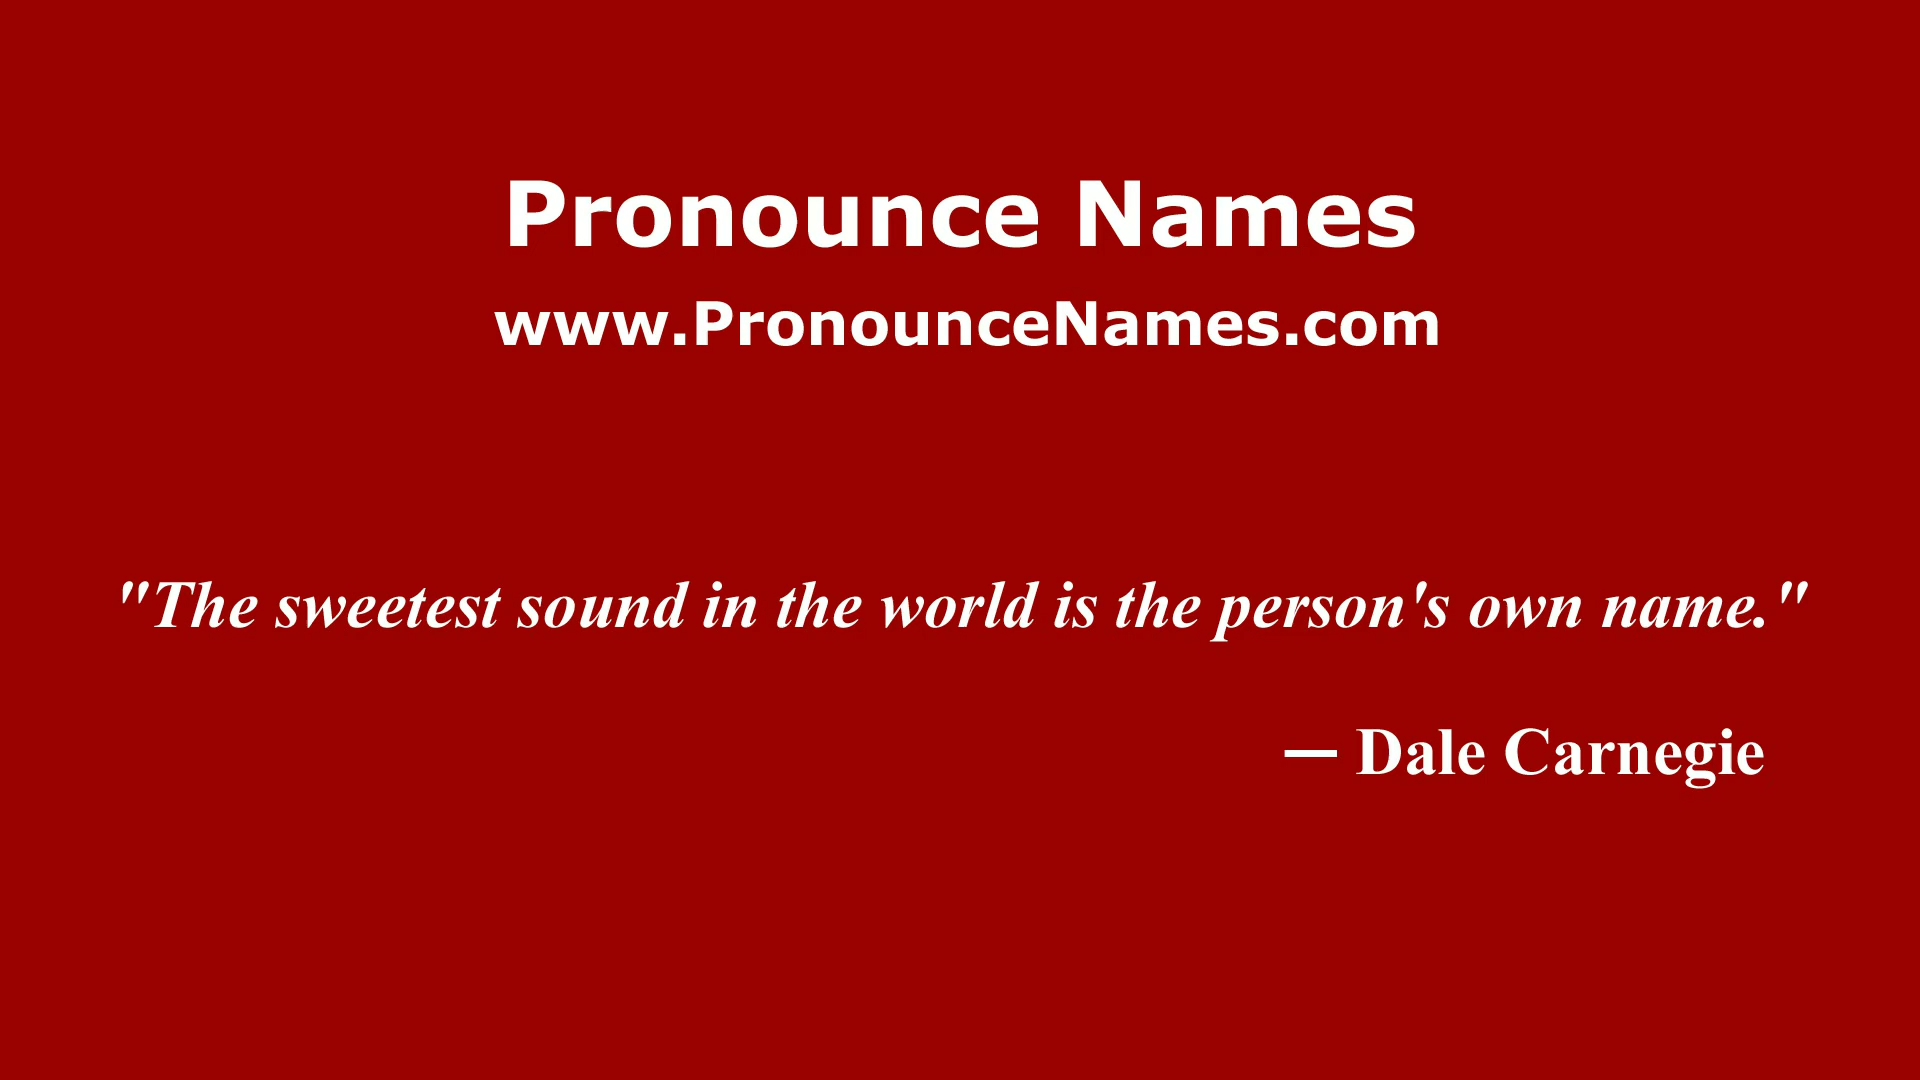 Pronounce Names
www.PronounceNames.com
"The sweetest sound in the world is the person's own name."
— Dale Carnegie